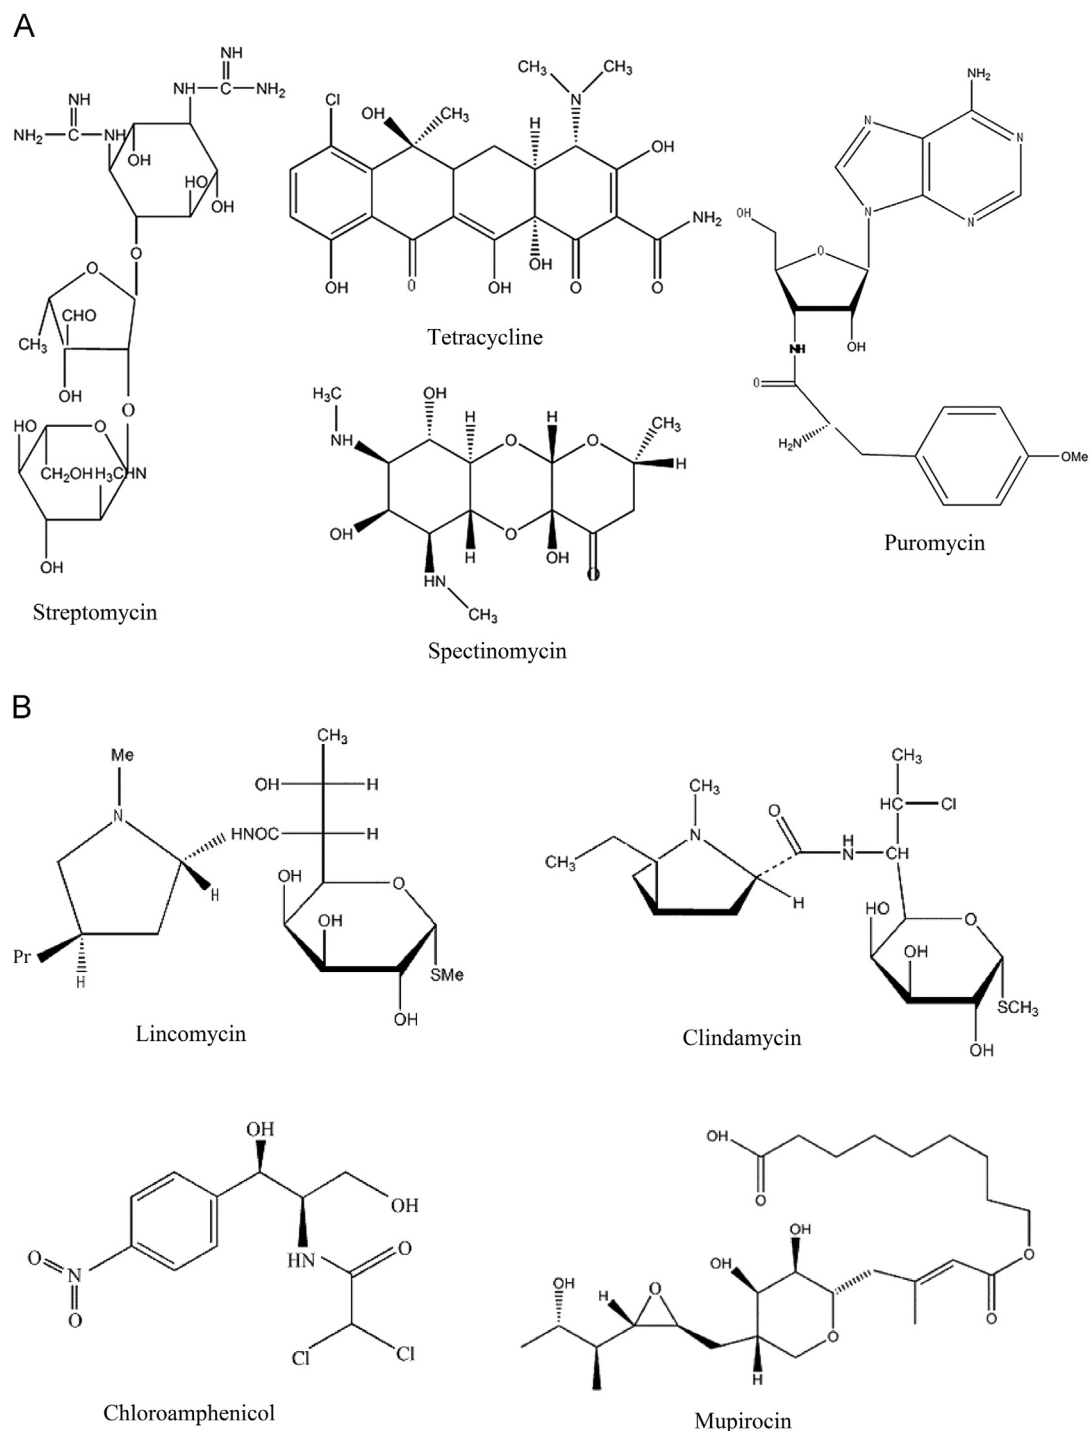 A
NH
NH
C
NH2
NH
NH2
C
NH
OH
HO
OH
O
O
CHO
CH3
OH
O
HO
O
CH2OH
H3C
HN
OH
Streptomycin
CH3
CH3
N
Cl
OH
CH3
H
OH
NH2
OH
OH
O
OH
O
O
Tetracycline
H3C
OH
NH
H
O
H
O
CH3
H
OH
O
H
OH
O
HN
CH3
Spectinomycin
NH2
N
N
N
N
OH
O
NH
OH
O
H2N
OMe
Puromycin
B
Me
N
HNOC
H
Pr
H
CH3
OH
H
H
OH
O
OH
SMe
OH
Lincomycin
CH3
N
CH3
O
H
N
H
CH3
HC
Cl
CH
HO
O
OH
SCH3
OH
Clindamycin
OH
OH
HN
O
O
N
O
Cl
Cl
Chloroamphenicol
OH
O
OH
OH
O
OH
H
O
O
O
H
Mupirocin